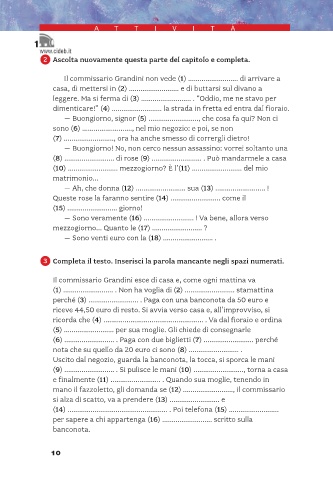 A T T I V I T À
1
www.cideb.it
2 Ascolta nuovamente questa parte del capitolo e completa.
Il commissario Grandini non vede (1) ........................ di arrivare a
casa, di mettersi in (2) ........................ e di buttarsi sul divano a
leggere. Ma si ferma di (3) ........................ . "Oddio, me ne stavo per
dimenticare!" (4) ........................ la strada in fretta ed entra dal fioraio.
— Buongiorno, signor (5) ........................, che cosa fa qui? Non ci
sono (6) ........................, nel mio negozio: e poi, se non
(7) ........................, ora ha anche smesso di correrglì dietro!
— Buongiorno! No, non cerco nessun assassino: vorrei soltanto una
(8) ........................ di rose (9) ........................ . Può mandarmele a casa
(10) ........................ mezzogiorno? È l'(11) ........................ del mio
matrimonio...
— Ah, che donna (12) ........................ sua (13) ........................ !
Queste rose la faranno sentire (14) ........................ come il
(15) ........................ giorno!
— Sono veramente (16) ........................ ! Va bene, allora verso
mezzogiorno... Quanto le (17) ........................ ?
— Sono venti euro con la (18) ........................ .
3 Completa il testo. Inserisci la parola mancante negli spazi numerati.
Il commissario Grandini esce di casa e, come ogni mattina va
(1) ........................ . Non ha voglia di (2) ........................ stamattina
perché (3) ........................ . Paga con una banconota da 50 euro e
riceve 44,50 euro di resto. Si avvia verso casa e, all'improvviso, si
ricorda che (4) ................................................ . Va dal fioraio e ordina
(5) ........................ per sua moglie. Gli chiede di consegnarle
(6) ........................ . Paga con due biglietti (7) ........................ perché
nota che su quello da 20 euro ci sono (8) ........................ .
Uscito dal negozio, guarda la banconota, la tocca, si sporca le mani
(9) ........................ . Si pulisce le mani (10) ........................, torna a casa
e finalmente (11) ........................ . Quando sua moglie, tenendo in
mano il fazzoletto, gli domanda se (12) ........................, il commissario
si alza di scatto, va a prendere (13) ........................ e
(14) ................................................ . Poi telefona (15) ........................
per sapere a chi appartenga (16) ........................ scritto sulla
banconota.
10